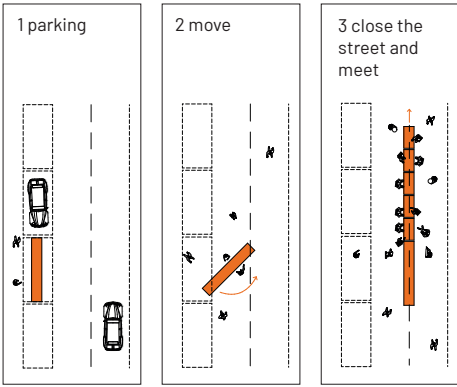 1 parking
2 move
3 close the
street and
meet